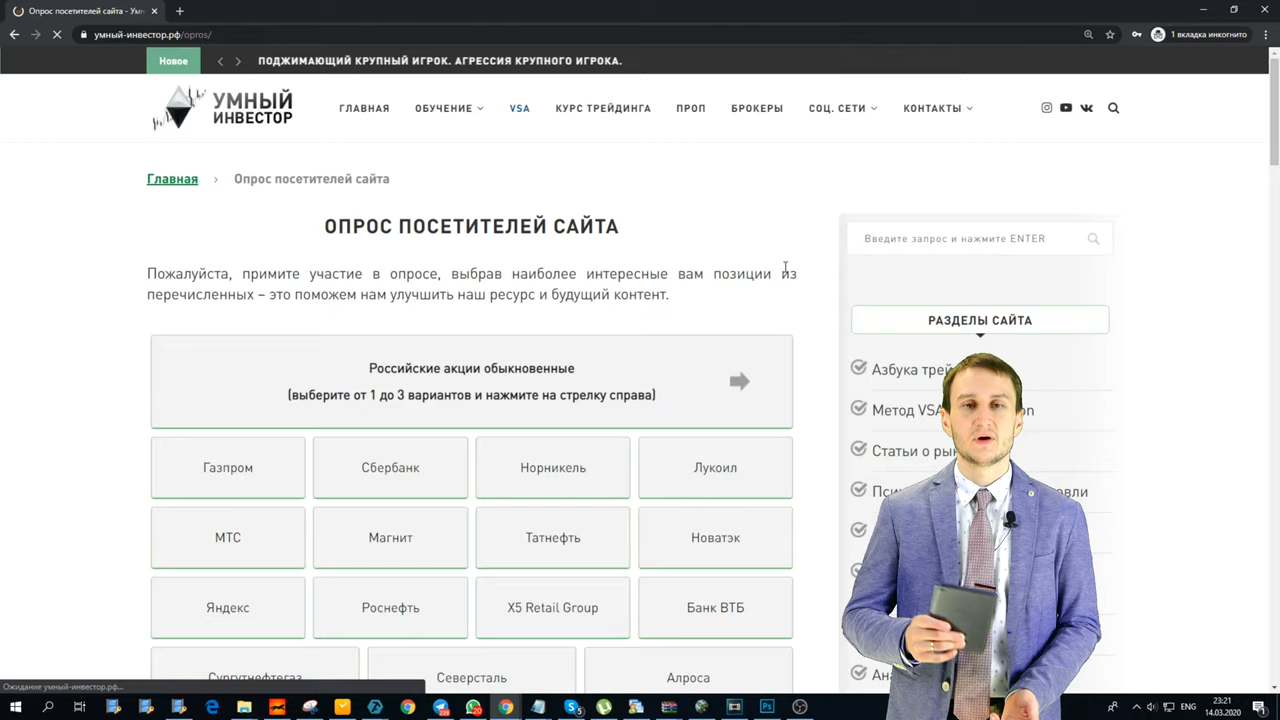 Опрос посетителей сайта - Умн
умный-инвестор.рф/opros/
1 вкладка инкогнито
Новое
ПОДЖИМАЮЩИЙ КРУПНЫЙ ИГРОК. АГРЕССИЯ КРУПНОГО ИГРОКА.
УМНЫЙ
ИНВЕСТОР
ГЛАВНАЯ ОБУЧЕНИЕ VSA КУРС ТРЕЙДИНГА ПРОП БРОКЕРЫ СОЦ. СЕТИ КОНТАКТЫ
Главная › Опрос посетителей сайта
ОПРОС ПОСЕТИТЕЛЕЙ САЙТА
Пожалуйста, примите участие в опросе, выбрав наиболее интересные вам позиции из
перечисленных – это поможем нам улучшить наш ресурс и будущий контент.
Российские акции обыкновенные
(выберите от 1 до 3 вариантов и нажмите на стрелку справа)
Газпром Сбербанк Норникель Лукоил
МТС Магнит Татнефть Новатэк
Яндекс Роснефть X5 Retail Group Банк ВТБ
Сургутнефтегаз Северсталь Алроса
Введите запрос и нажмите ENTER
РАЗДЕЛЫ САЙТА
Азбука
Метод VSA
Статьи о
Ожидание умный-инвестор.рф...
23:21
14.03.2020